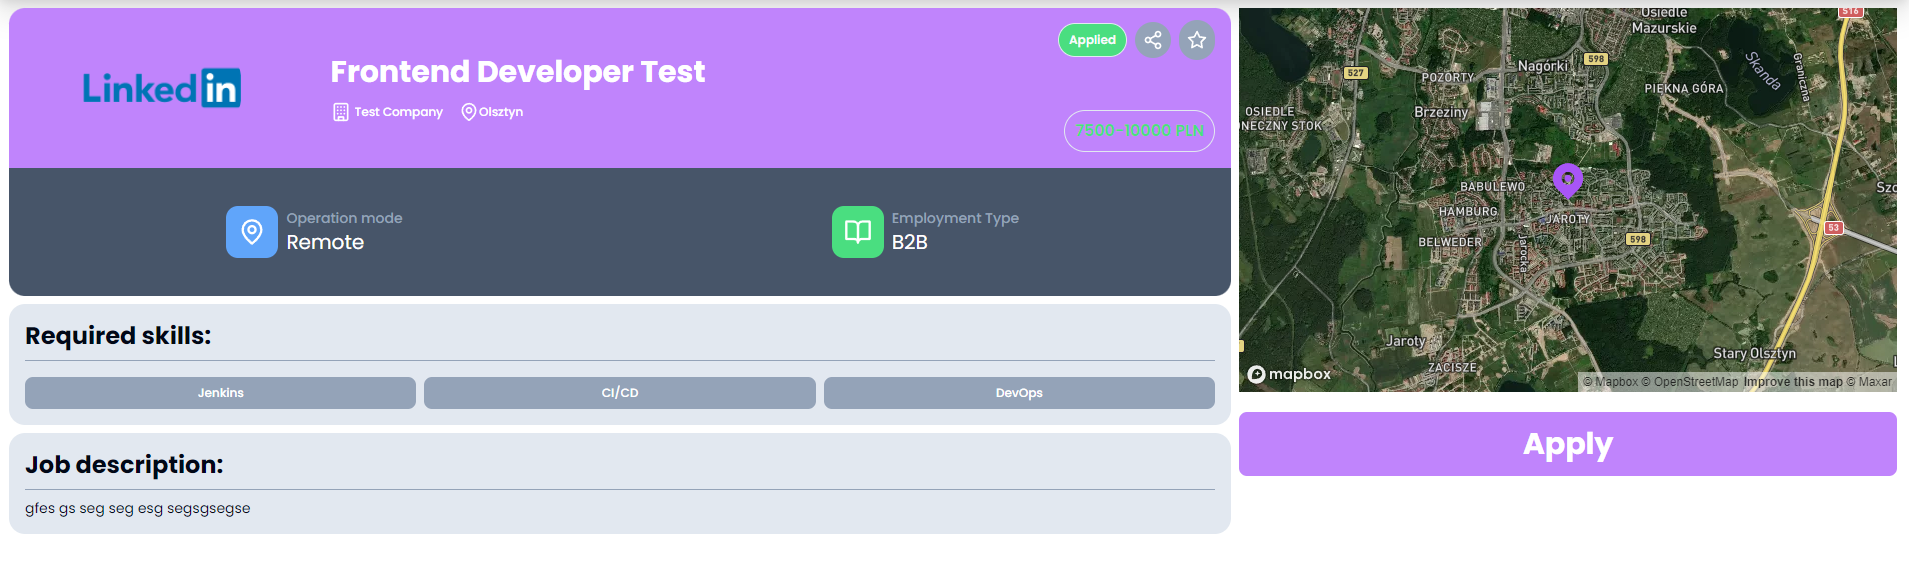 Linkedin
Frontend Developer Test
Test Company
Olsztyn
Applied
7500-10000 PLN
Operation mode
Remote
Employment Type
B2B
Required skills:
Jenkins
CI/CD
DevOps
Job description:
gfes gs seg seg esg segsgsegse
Osiedle
Mazurskie
516
Skanda
Graniczna
598
527
Nagórki
POZORTY
PIEKNA GÓRA
Brzeziny
OSIEDLE
ONECZNY STOK
BABULEWO
HAMBURG
JAROTY
BELWEDER
Jarocka
598
53
Jaroty
ZACISZE
Stary Olsztyn
mapbox
© Mapbox © OpenStreetMap Improve this map © Maxar
Apply